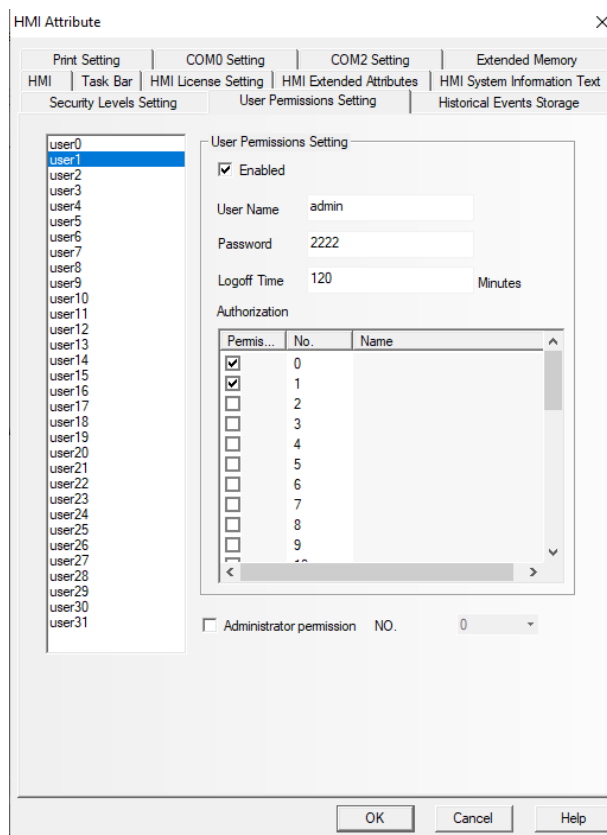 HMI Attribute
Print Setting COM0 Setting COM2 Setting Extended Memory
HMI Task Bar HMI License Setting HMI Extended Attributes HMI System Information Text
Security Levels Setting User Permissions Setting Historical Events Storage
user0
user1
user2
user3
user4
user5
user6
user7
user8
user9
user10
user11
user12
user13
user14
user15
user16
user17
user18
user19
user20
user21
user22
user23
user24
user25
user26
user27
user28
user29
user30
user31
User Permissions Setting
Enabled
User Name admin
Password 2222
Logoff Time 120 Minutes
Authorization
Permis... No. Name
0
1
2
3
4
5
6
7
8
9
Administrator permission NO. 0
OK Cancel Help